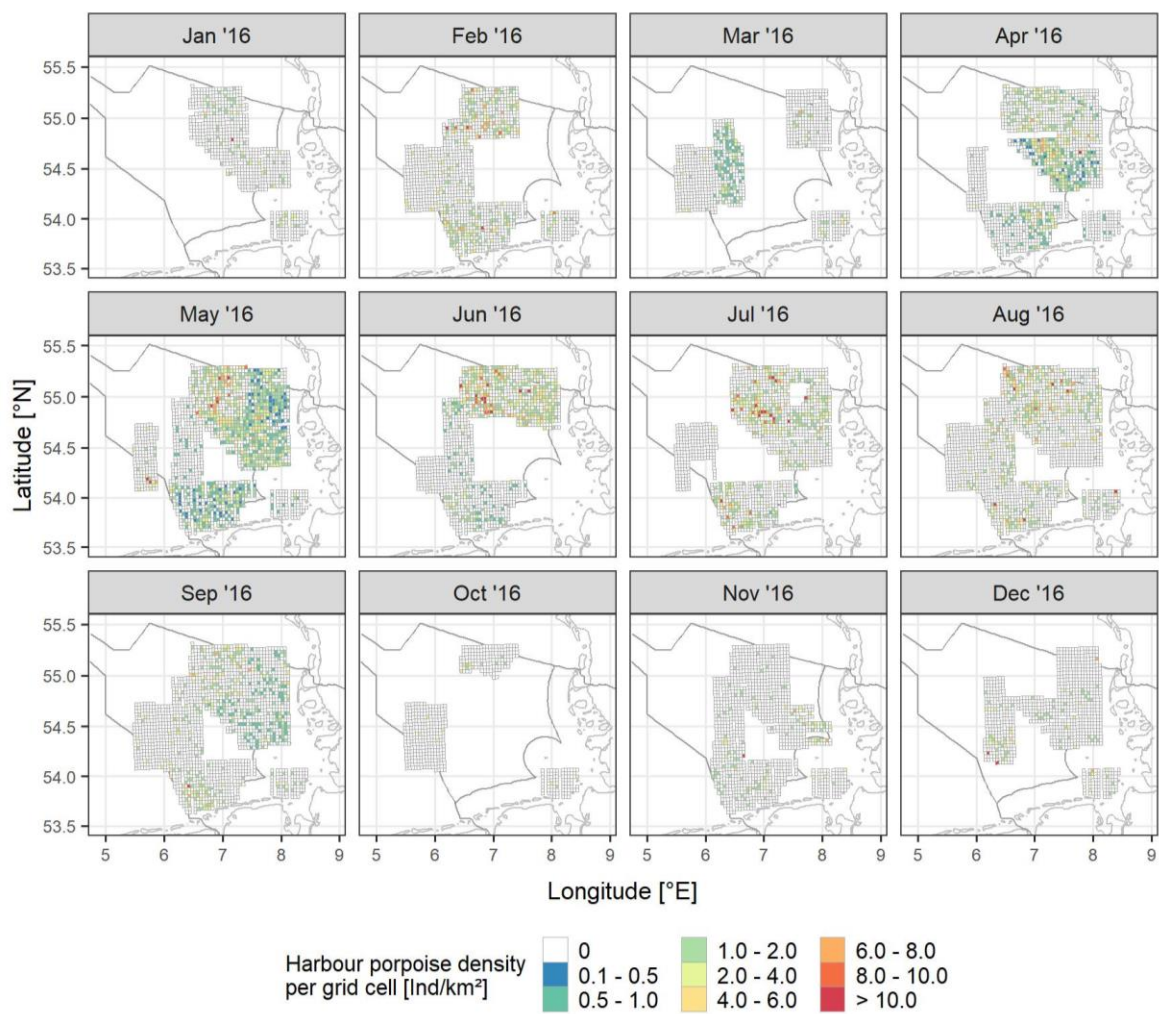 Jan '16
Feb '16
Mar '16
Apr '16
55.5
55.0
54.5
54.0
53.5
May '16
Jun '16
Jul '16
Aug '16
55.5
55.0
54.5
54.0
53.5
Latitude [°N]
Sep '16
Oct '16
Nov '16
Dec '16
55.5
55.0
54.5
54.0
53.5
5 6 7 8 9 5 6 7 8 9 5 6 7 8 9 5 6 7 8 9
Longitude [°E]
Harbour porpoise density
per grid cell [Ind/km²]
0
0.1 - 0.5
0.5 - 1.0
1.0 - 2.0
2.0 - 4.0
4.0 - 6.0
6.0 - 8.0
8.0 - 10.0
> 10.0